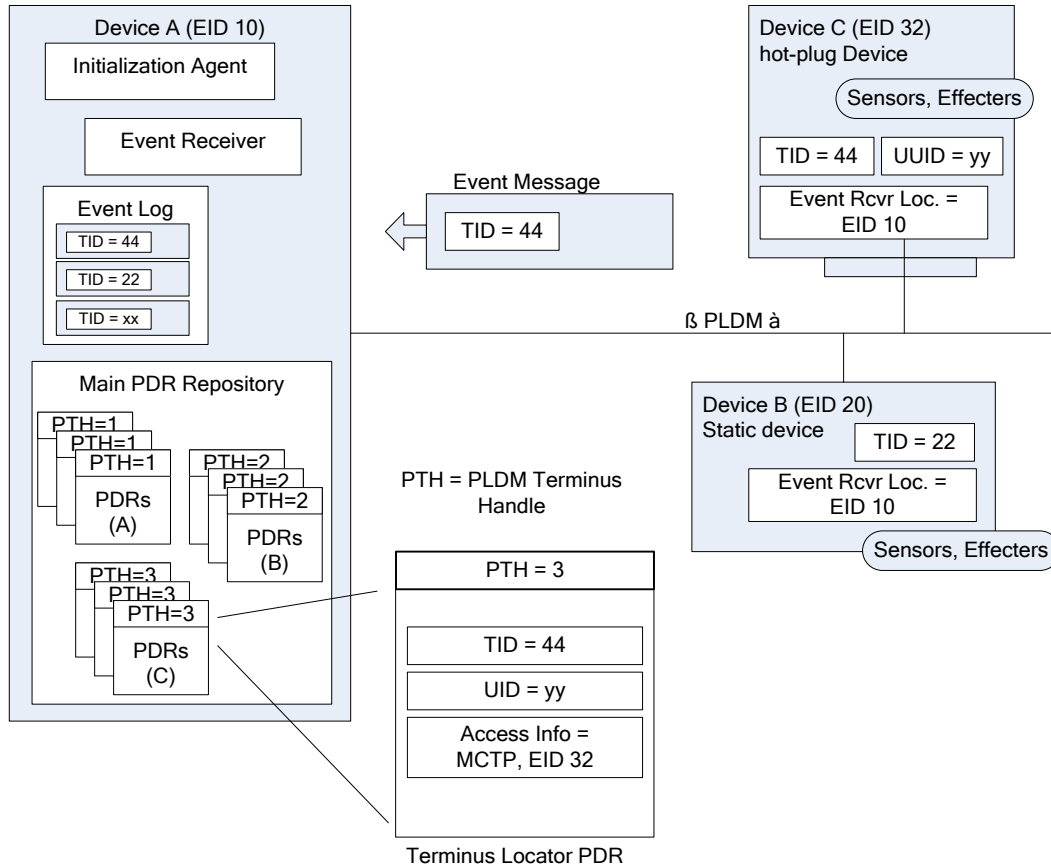 Device A (EID 10)
Initialization Agent
Event Receiver
Event Log
TID = 44
TID = 22
TID = xx
Main PDR Repository
PTH=1
PTH=1
PTH=1
PDRs
(A)
PTH=2
PTH=2
PTH=2
PDRs
(B)
PTH=3
PTH=3
PTH=3
PDRs
(C)
Event Message
TID = 44
Device C (EID 32)
hot-plug Device
Sensors, Effecters
TID = 44
UUID = yy
Event Rcvr Loc. =
EID 10
ß PLDM à
Device B (EID 20)
Static device
TID = 22
Event Rcvr Loc. =
EID 10
Sensors, Effecters
PTH = PLDM Terminus
Handle
PTH = 3
TID = 44
UID = yy
Access Info =
MCTP, EID 32
Terminus Locator PDR